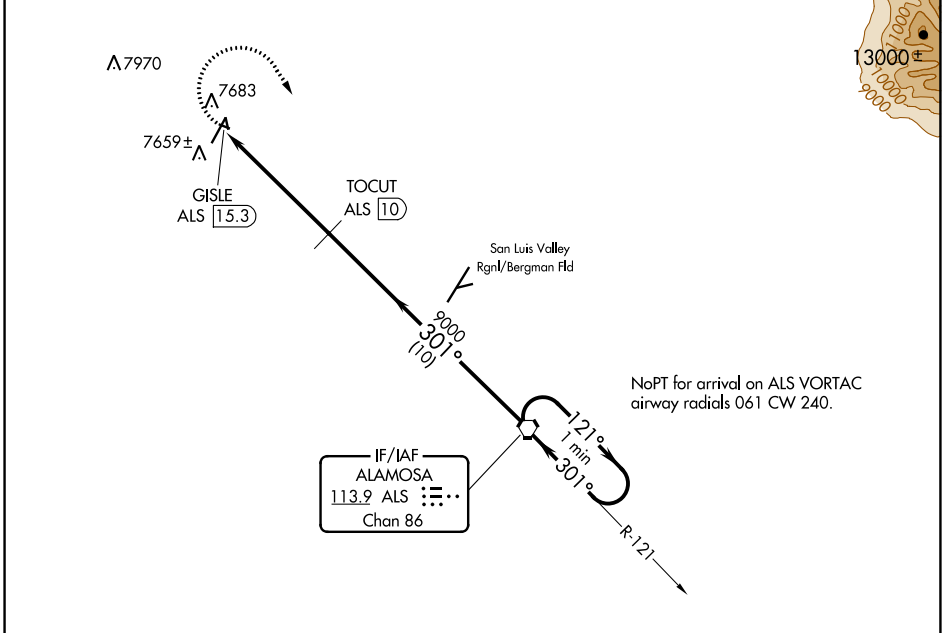 7970
7683
7659±
GISLE
ALS 15.3
TOCUT
ALS 10
San Luis Valley
Rgnl/Bergman Fld
11000
13000±
10000
9000
9000
301°
(10)
NoPT for arrival on ALS VORTAC
airway radials 061 CW 240.
121°
1 min
301°
IF/IAF
ALAMOSA
113.9 ALS
Chan 86
R-121